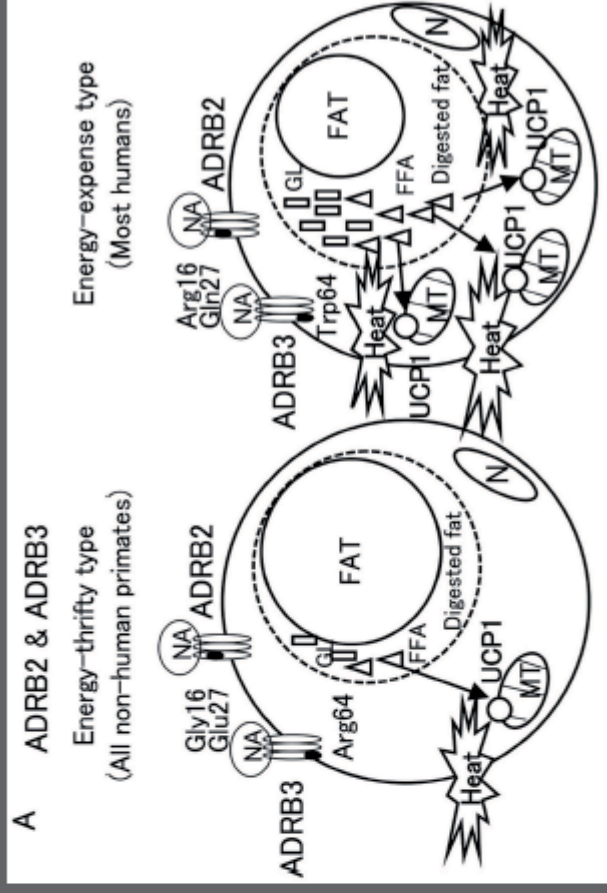 A
ADRB2 & ADRB3
Energy-thrifty type
(All non-human primates)
Gly16
Glu27
NA
ADRB2
ADRB3
NA
Arg64
GL
FAT
FFA
Digested fat
UCP1
MT
Heat
N
Energy-expense type
(Most humans)
Arg16
Gln27
NA
ADRB2
ADRB3
NA
Trp64
GL
FAT
FFA
Digested fat
Heat
UCP1
MT
Heat
UCP1
MT
Heat
UCP1
MT
N